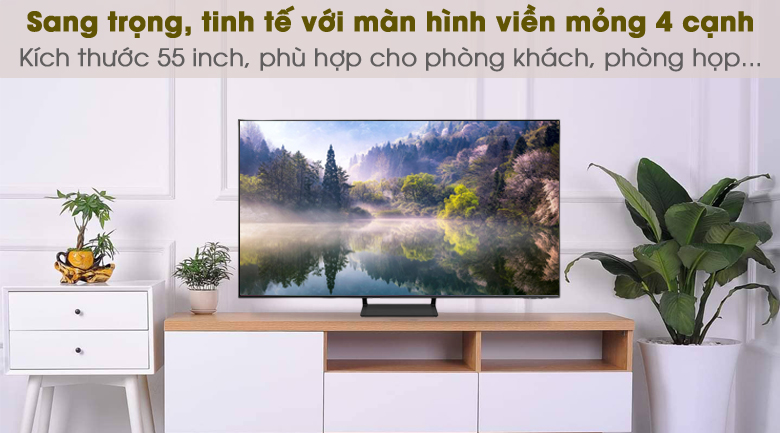 Sang trọng, tinh tế với màn hình viền mỏng 4 cạnh
Kích thước 55 inch, phù hợp cho phòng khách, phòng họp...